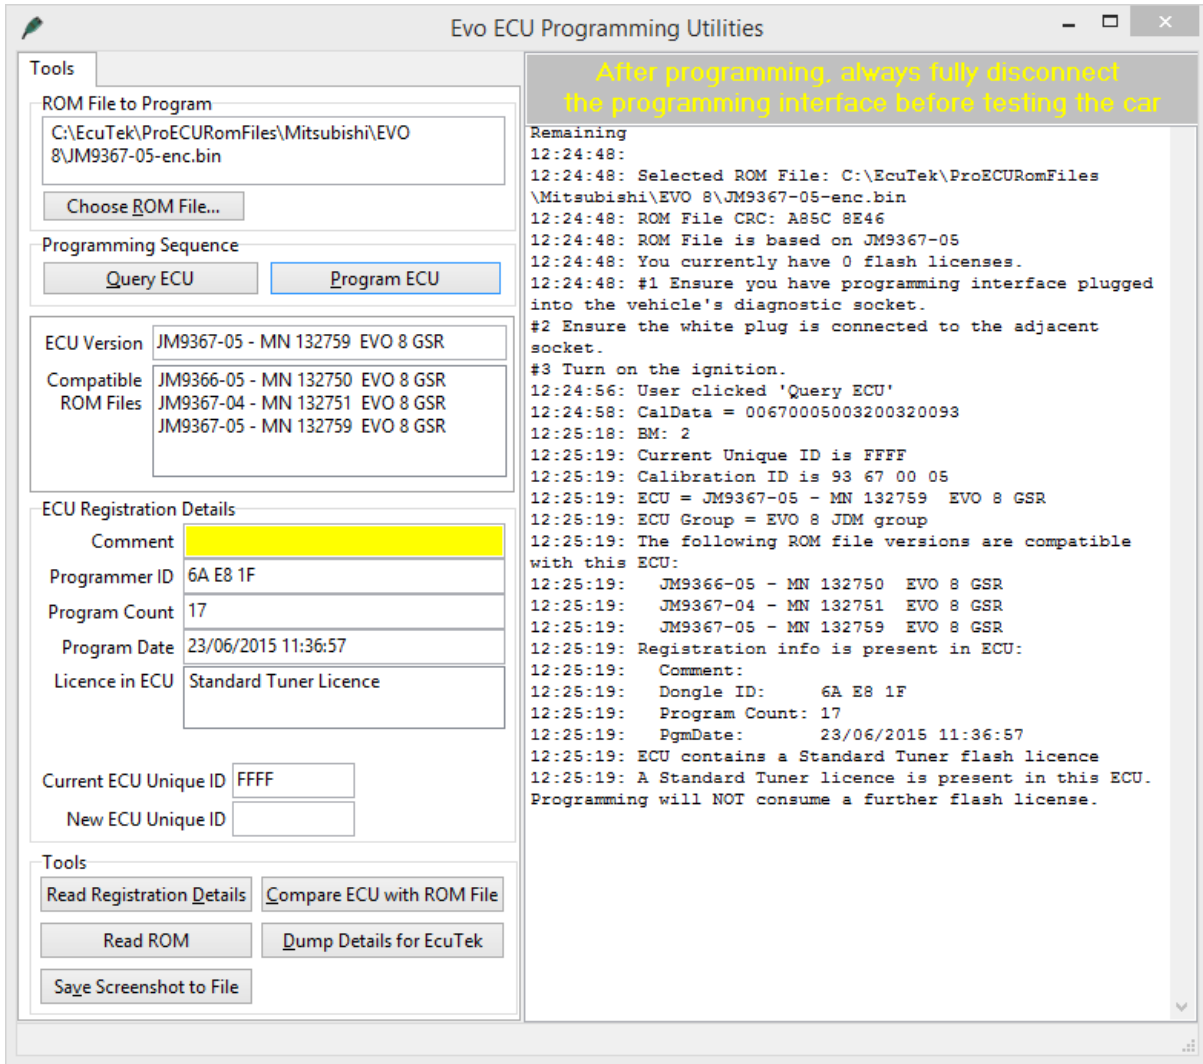 Evo ECU Programming Utilities
Tools
ROM File to Program
C:\EcuTek\ProECURomFiles\Mitsubishi\EVO
8\JM9367-05-enc.bin
Choose ROM File...
Programming Sequence
Query ECU
Program ECU
ECU Version
JM9367-05 - MN 132759 EVO 8 GSR
Compatible
ROM Files
JM9366-05 - MN 132750 EVO 8 GSR
JM9367-04 - MN 132751 EVO 8 GSR
JM9367-05 - MN 132759 EVO 8 GSR
ECU Registration Details
Comment
Programmer ID
6A E8 1F
Program Count
17
Program Date
23/06/2015 11:36:57
Licence in ECU
Standard Tuner Licence
Current ECU Unique ID
FFFF
New ECU Unique ID
Tools
Read Registration Details
Compare ECU with ROM File
Read ROM
Dump Details for EcuTek
Save Screenshot to File
After programming, always fully disconnect
the programming interface before testing the car
Remaining
12:24:48:
12:24:48: Selected ROM File: C:\EcuTek\ProECURomFiles
\Mitsubishi\EVO 8\JM9367-05-enc.bin
12:24:48: ROM File CRC: A85C 8E46
12:24:48: ROM File is based on JM9367-05
12:24:48: You currently have 0 flash licenses.
12:24:48: #1 Ensure you have programming interface plugged
into the vehicle's diagnostic socket.
#2 Ensure the white plug is connected to the adjacent
socket.
#3 Turn on the ignition.
12:24:56: User clicked 'Query ECU'
12:24:58: CalData = 00670005003200320093
12:25:18: BM: 2
12:25:19: Current Unique ID is FFFF
12:25:19: Calibration ID is 93 67 00 05
12:25:19: ECU = JM9367-05 - MN 132759 EVO 8 GSR
12:25:19: ECU Group = EVO 8 JDM group
12:25:19: The following ROM file versions are compatible
with this ECU:
12:25:19: JM9366-05 - MN 132750 EVO 8 GSR
12:25:19: JM9367-04 - MN 132751 EVO 8 GSR
12:25:19: JM9367-05 - MN 132759 EVO 8 GSR
12:25:19: Registration info is present in ECU:
12:25:19: Comment:
12:25:19: Dongle ID: 6A E8 1F
12:25:19: Program Count: 17
12:25:19: PgmDate: 23/06/2015 11:36:57
12:25:19: ECU contains a Standard Tuner flash licence
12:25:19: A Standard Tuner licence is present in this ECU.
Programming will NOT consume a further flash license.